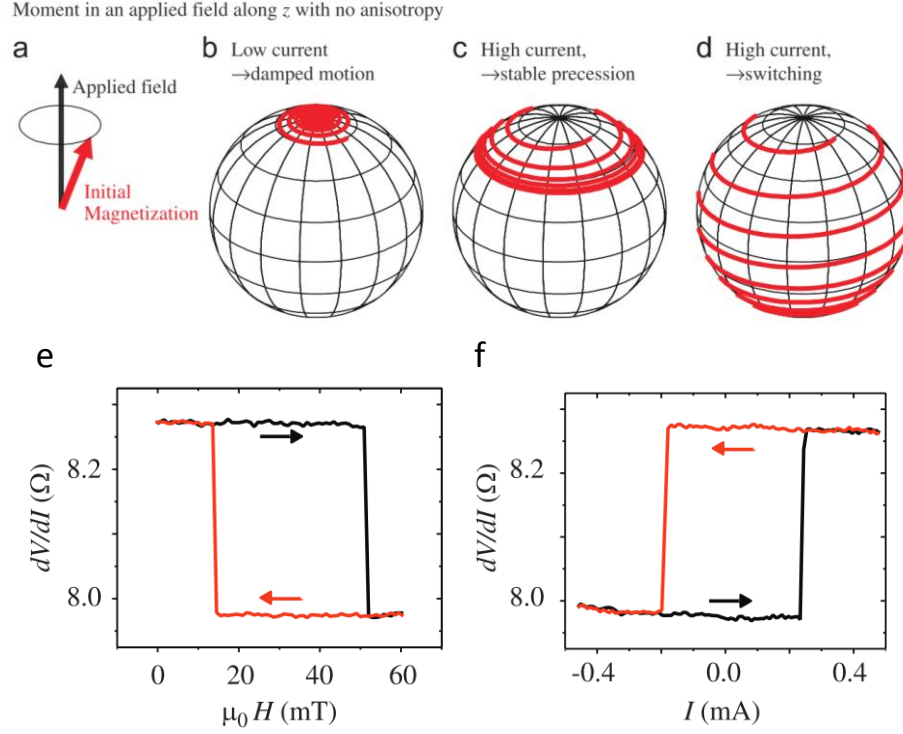 Moment in an applied field along z with no anisotropy
a
Applied field
Initial
Magnetization
b Low current
→damped motion
c High current,
→stable precession
d High current,
→switching
e
dV/dI (Ω)
8.2
8.0
0 20 40 60
μ₀ H (mT)
f
dV/dI (Ω)
8.2
8.0
-0.4 0.0 0.4
I (mA)